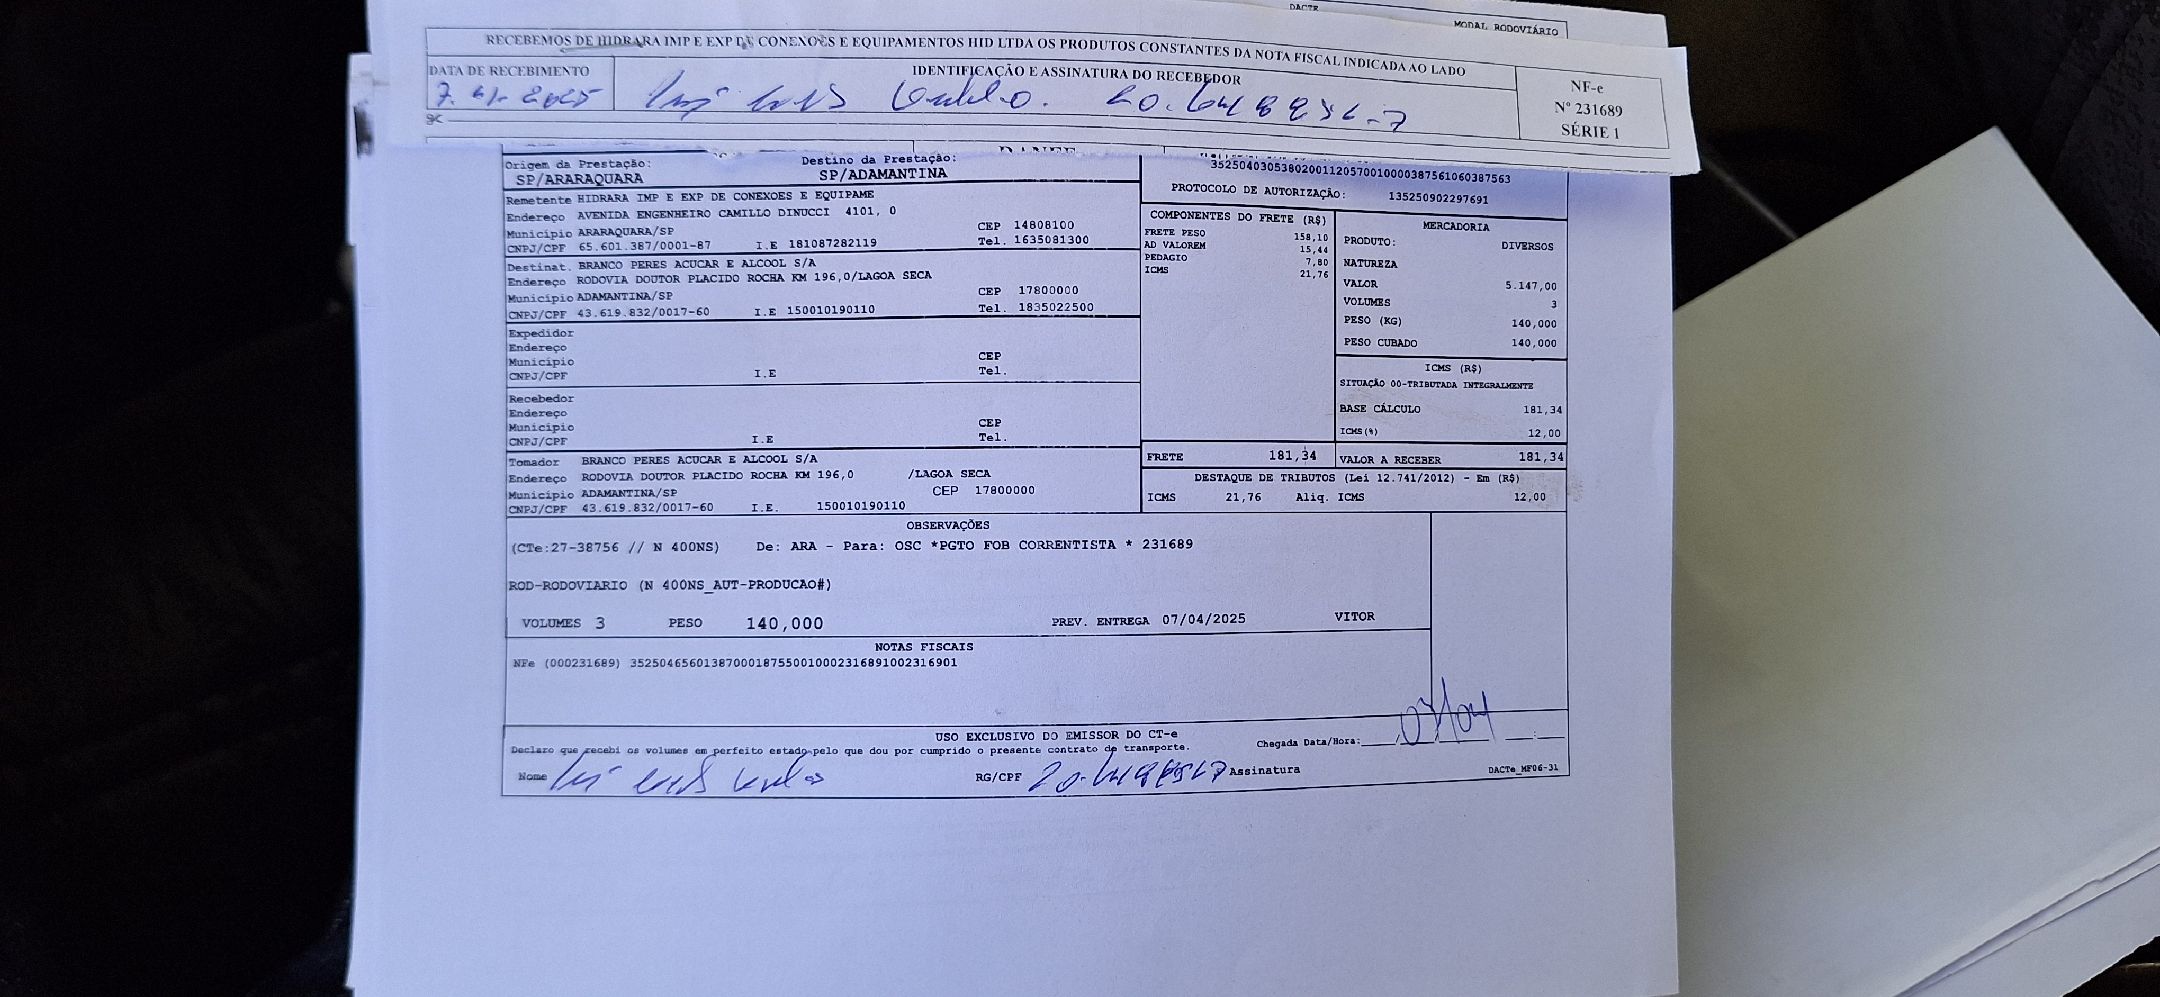 DACTE
MODAL RODOVIÁRIO
RECEBEMOS DE HIDRARA IMP E EXP DE CONEXOES E EQUIPAMENTOS HID LTDA OS PRODUTOS CONSTANTES DA NOTA FISCAL INDICADA AO LADO
DATA DE RECEBIMENTO
IDENTIFICAÇÃO E ASSINATURA DO RECEBEDOR
NF-e
Nº 231689
SÉRIE 1
Origem da Prestação:
SP/ARARAQUARA
Destino da Prestação:
SP/ADAMANTINA
35250403053802001120570010000387561060387563
PROTOCOLO DE AUTORIZAÇÃO: 135250902297691
Remetente HIDRARA IMP E EXP DE CONEXOES E EQUIPAME
Endereço AVENIDA ENGENHEIRO CAMILLO DINUCCI 4101, 0
Município ARARAQUARA/SP CEP 14808100
CNPJ/CPF 65.601.387/0001-87 I.E 181087282119 Tel. 1635081300
Destinat. BRANCO PERES ACUCAR E ALCOOL S/A
Endereço RODOVIA DOUTOR PLACIDO ROCHA KM 196,0/LAGOA SECA
Município ADAMANTINA/SP CEP 17800000
CNPJ/CPF 43.619.832/0017-60 I.E 150010190110 Tel. 1835022500
Expedidor
Endereço
Município CEP
CNPJ/CPF I.E Tel.
Recebedor
Endereço
Município CEP
CNPJ/CPF I.E Tel.
Tomador BRANCO PERES ACUCAR E ALCOOL S/A
Endereço RODOVIA DOUTOR PLACIDO ROCHA KM 196,0 /LAGOA SECA
Município ADAMANTINA/SP CEP 17800000
CNPJ/CPF 43.619.832/0017-60 I.E. 150010190110
COMPONENTES DO FRETE (R$)
FRETE PESO 158,10
AD VALOREM 15,44
PEDAGIO 7,80
ICMS 21,76
MERCADORIA
PRODUTO: DIVERSOS
NATUREZA
VALOR 5.147,00
VOLUMES 3
PESO (KG) 140,000
PESO CUBADO 140,000
ICMS (R$)
SITUAÇÃO 00-TRIBUTADA INTEGRALMENTE
BASE CÁLCULO 181,34
ICMS(%) 12,00
FRETE 181,34 VALOR A RECEBER 181,34
DESTAQUE DE TRIBUTOS (Lei 12.741/2012) - Em (R$)
ICMS 21,76 Aliq. ICMS 12,00
OBSERVAÇÕES
(CTe:27-38756 // N 400NS) De: ARA - Para: OSC *PGTO FOB CORRENTISTA * 231689
ROD-RODOVIARIO (N 400NS_AUT-PRODUCAO#)
VOLUMES 3 PESO 140,000 PREV. ENTREGA 07/04/2025 VITOR
NOTAS FISCAIS
NFe (000231689) 35250465601387000187550010002316891002316901
USO EXCLUSIVO DO EMISSOR DO CT-e
Declaro que recebi os volumes em perfeito estado pelo que dou por cumprido o presente contrato de transporte.
Chegada Data/Hora: 07/04
Nome RG/CPF Assinatura
DACTe_MF06-31